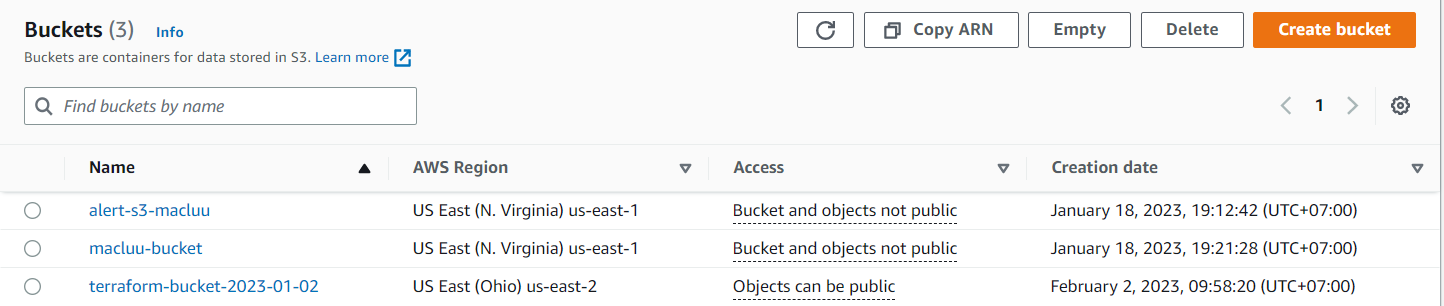 Buckets (3) Info
Copy ARN Empty Delete Create bucket
Buckets are containers for data stored in S3. Learn more
Find buckets by name
1
Name AWS Region Access Creation date
alert-s3-macluu US East (N. Virginia) us-east-1 Bucket and objects not public January 18, 2023, 19:12:42 (UTC+07:00)
macluu-bucket US East (N. Virginia) us-east-1 Bucket and objects not public January 18, 2023, 19:21:28 (UTC+07:00)
terraform-bucket-2023-01-02 US East (Ohio) us-east-2 Objects can be public February 2, 2023, 09:58:20 (UTC+07:00)